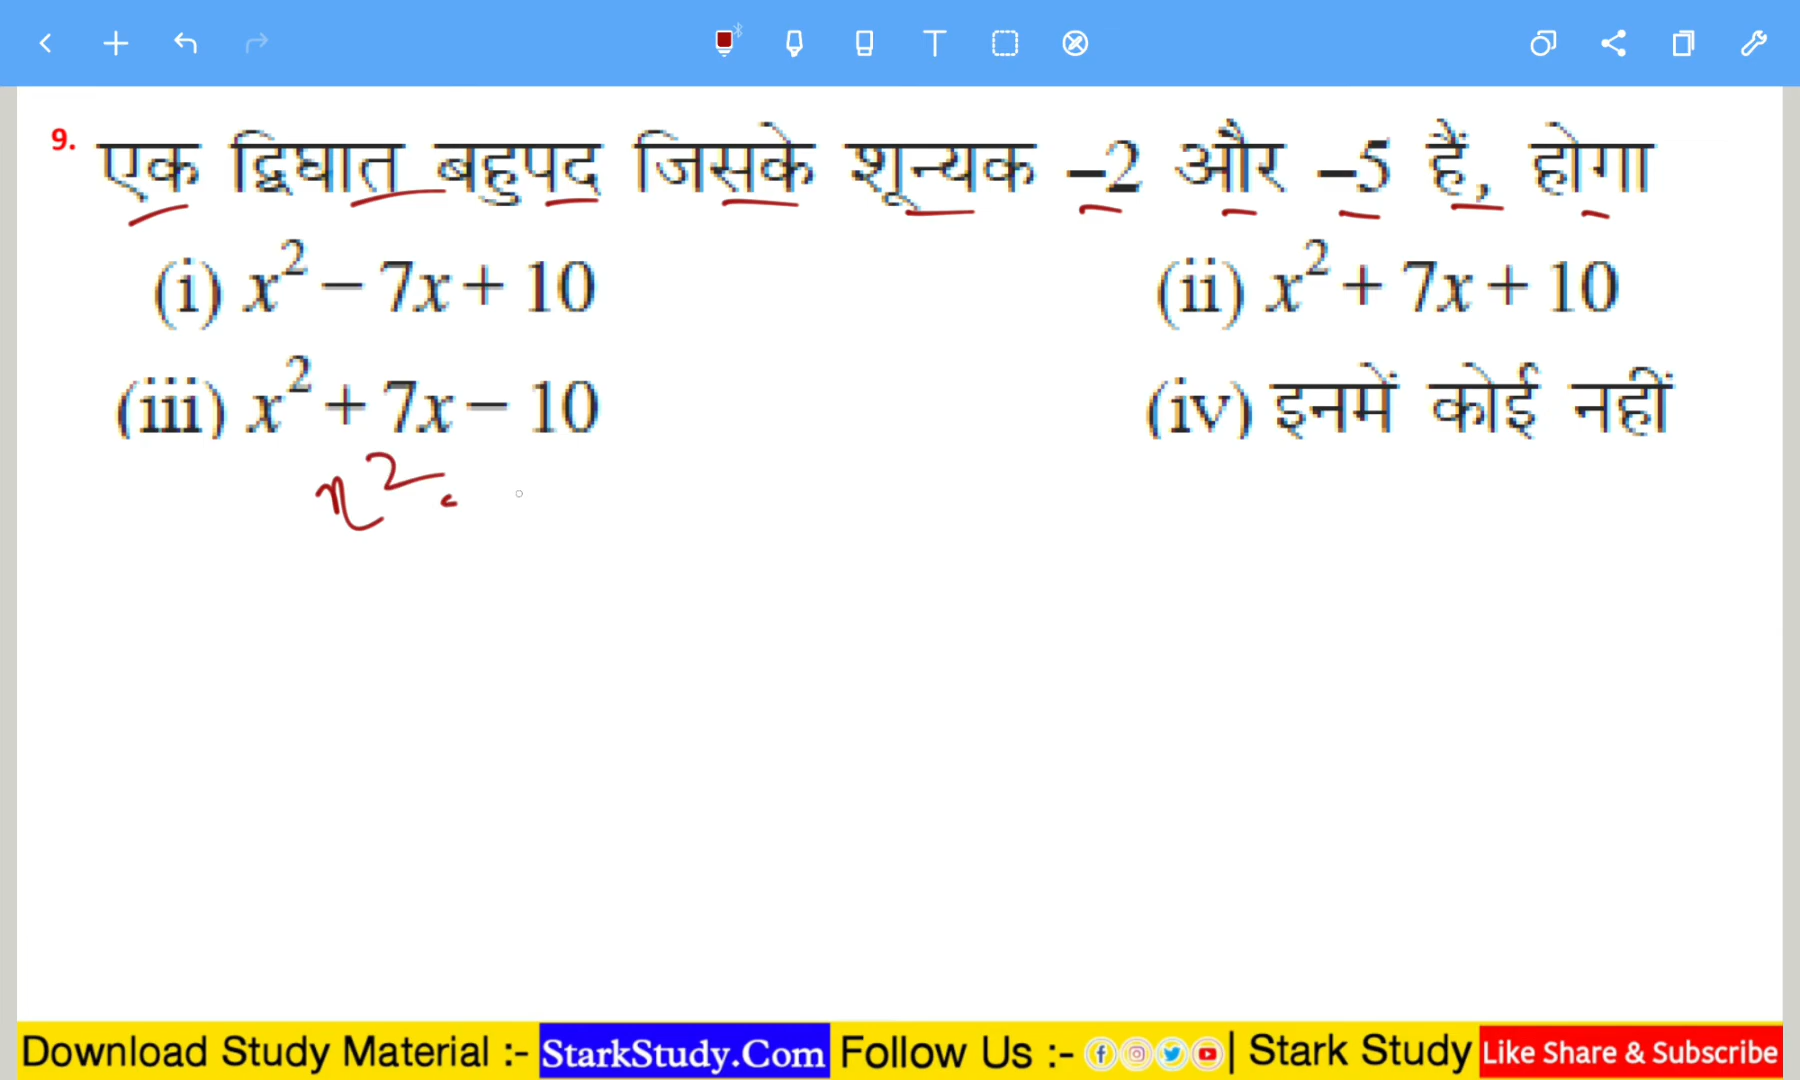 9. एक द्विघात बहुपद जिसके शून्यक –2 और –5 हैं, होगा
(i) x² – 7x + 10 (ii) x² + 7x + 10
(iii) x² + 7x – 10 (iv) इनमें कोई नहीं
x²
Download Study Material :- StarkStudy.Com Follow Us :- | Stark Study Like Share & Subscribe